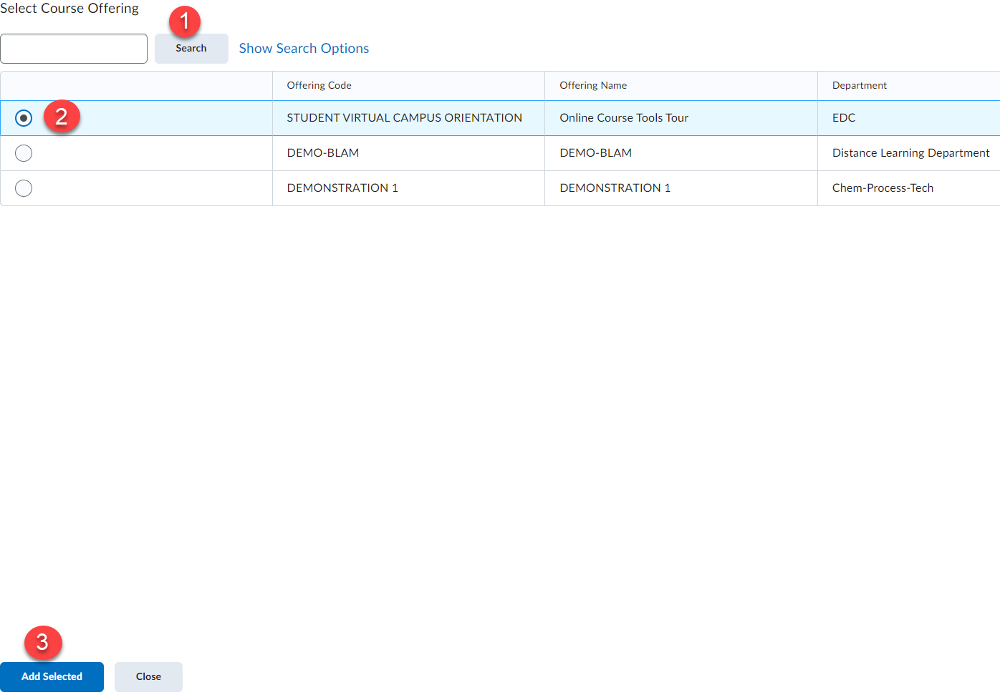 Select Course Offering
1
Search Show Search Options
Offering Code Offering Name Department
2 STUDENT VIRTUAL CAMPUS ORIENTATION Online Course Tools Tour EDC
DEMO-BLAM DEMO-BLAM Distance Learning Department
DEMONSTRATION 1 DEMONSTRATION 1 Chem-Process-Tech
3
Add Selected Close